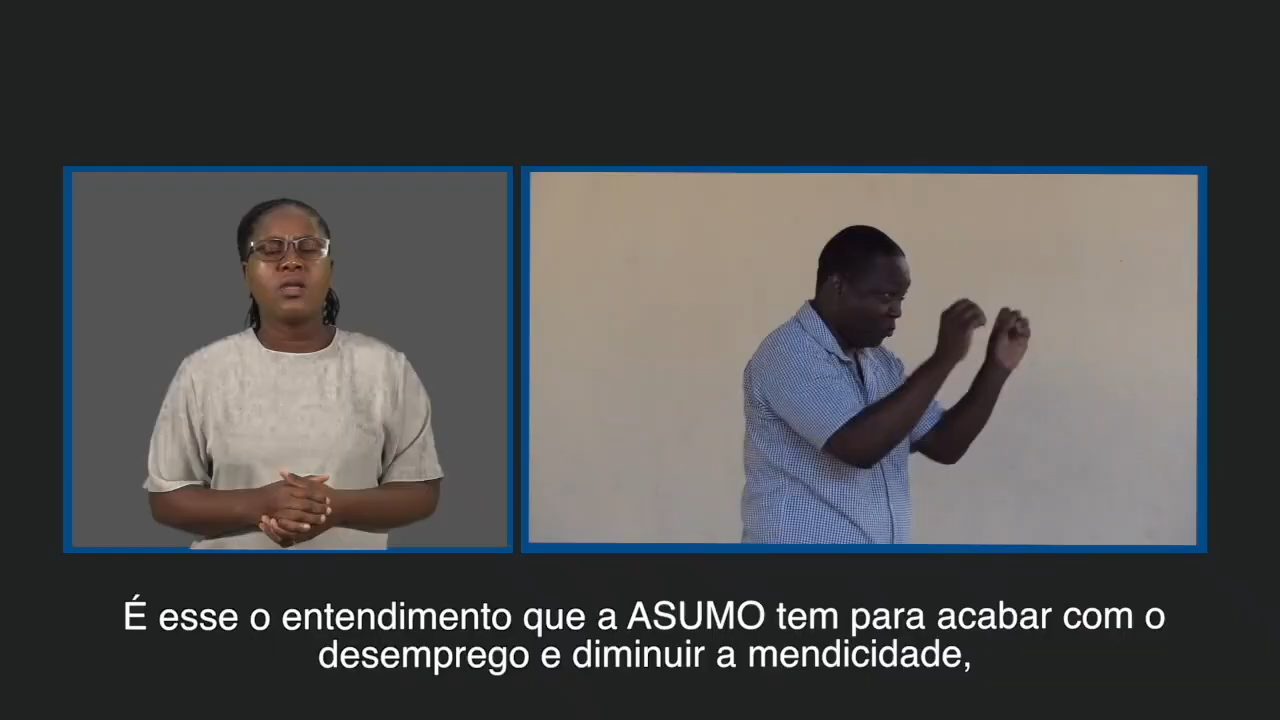 É esse o entendimento que a ASUMO tem para acabar com o
desemprego e diminuir a mendicidade,